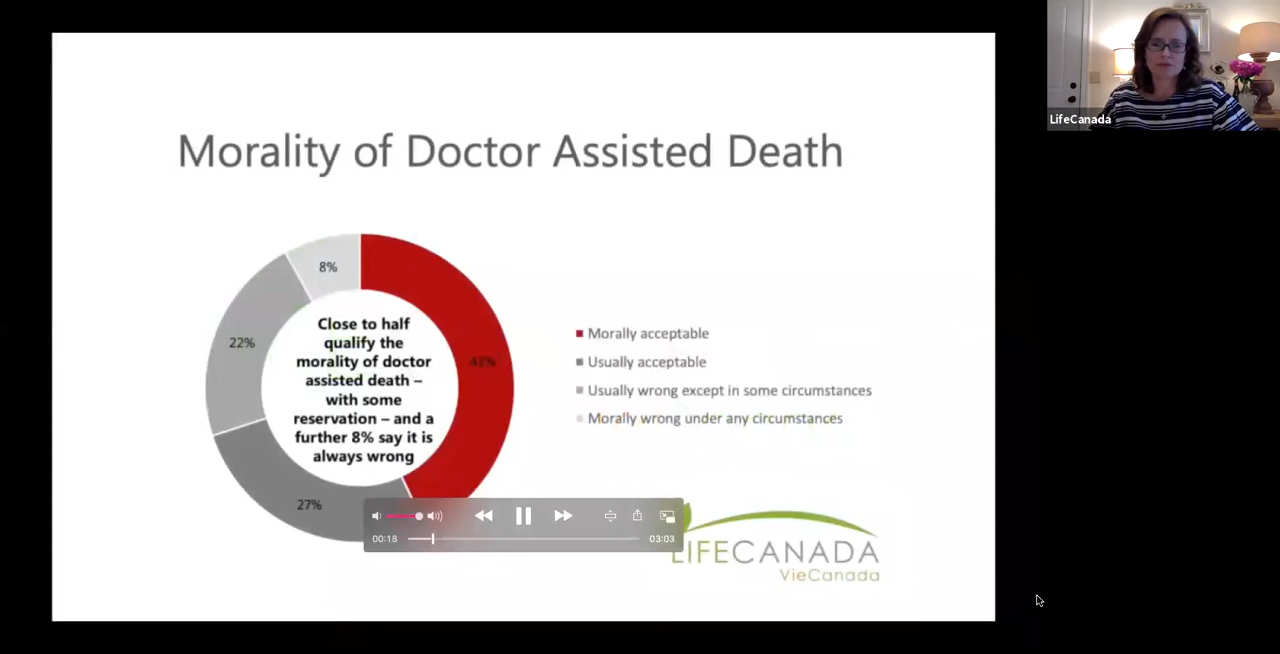 LifeCanada
Morality of Doctor Assisted Death
8%
22%
27%
Close to half
qualify the
morality of doctor
assisted death –
with some
reservation – and a
further 8% say it is
always wrong
Morally acceptable
Usually acceptable
Usually wrong except in some circumstances
Morally wrong under any circumstances
00:18
03:03
LIFECANADA
VieCanada